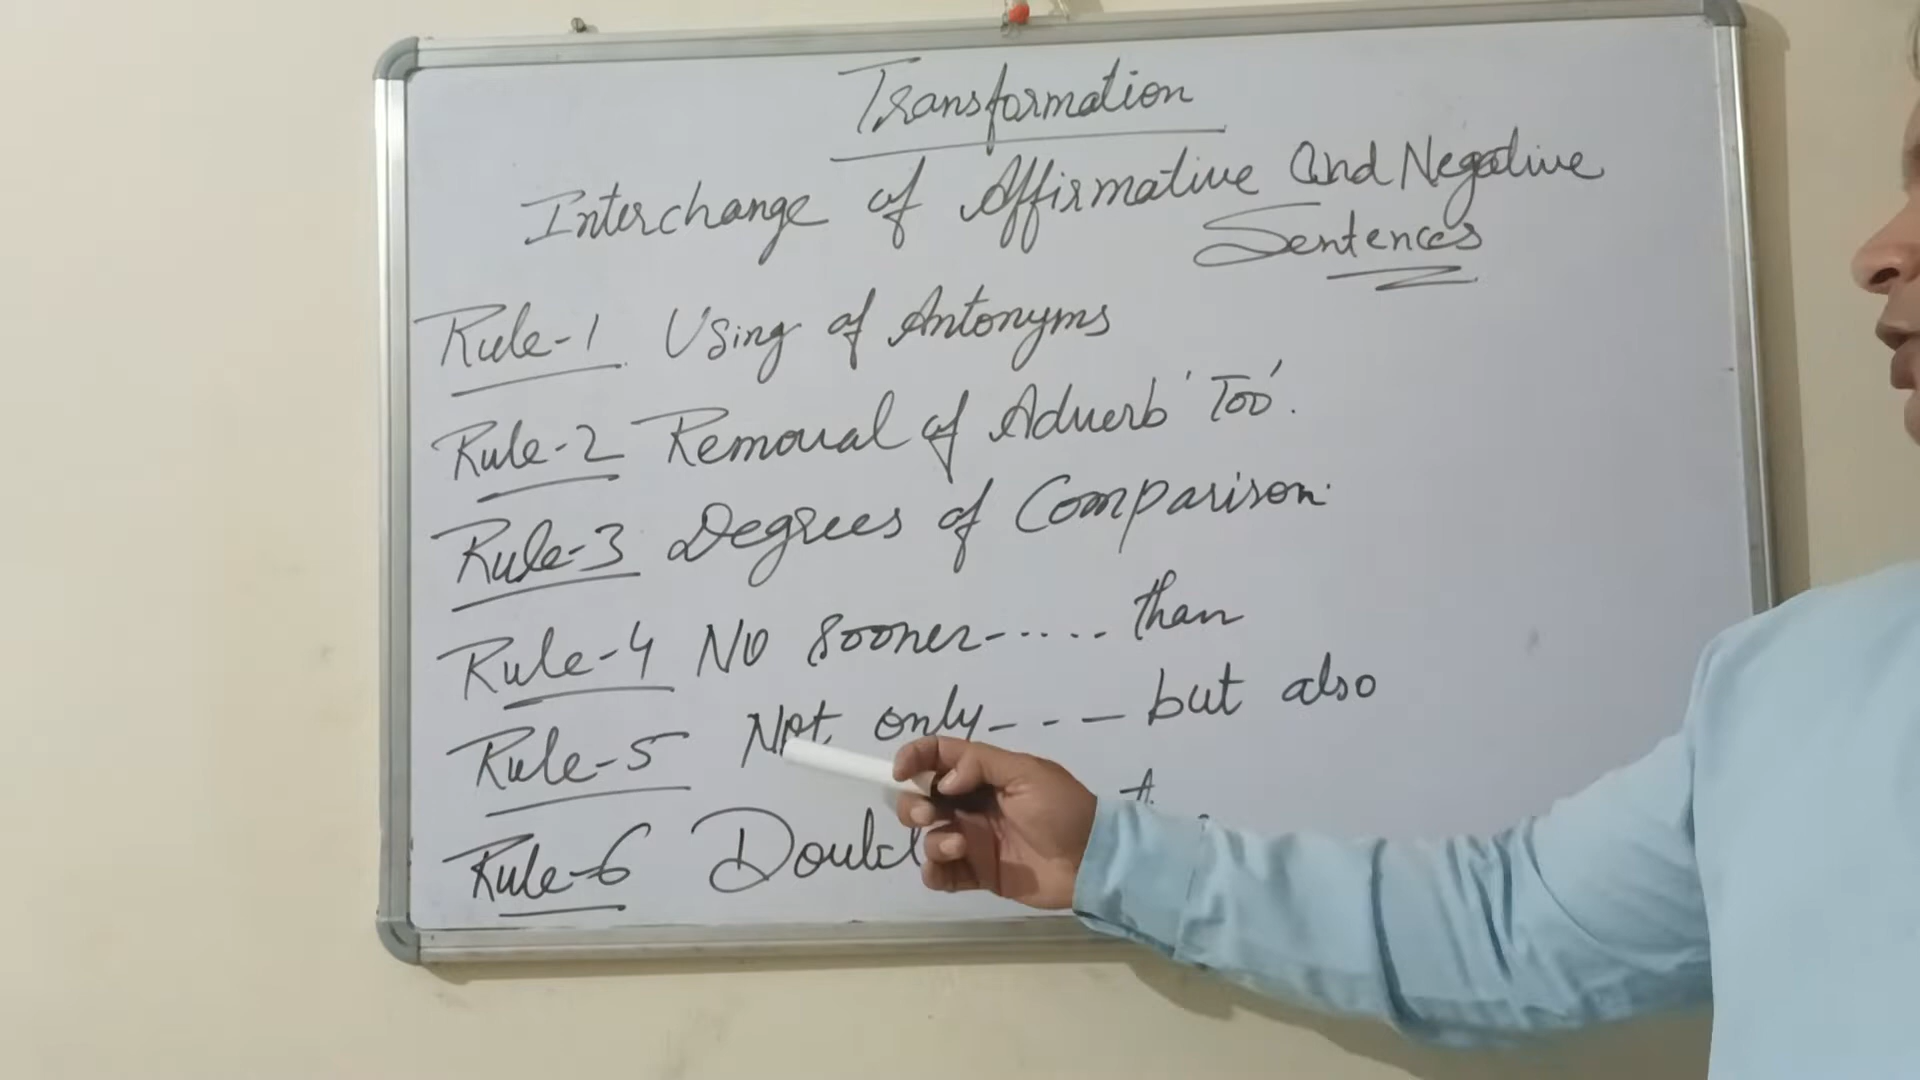 Transformation
Interchange of Affirmative and Negative
Sentences
Rule-1 Using of Antonyms
Rule-2 Removal of Adverb 'Too'.
Rule-3 Degrees of Comparison.
Rule-4 No sooner-..... than
Rule-5 Not only- - - but also
Rule-6